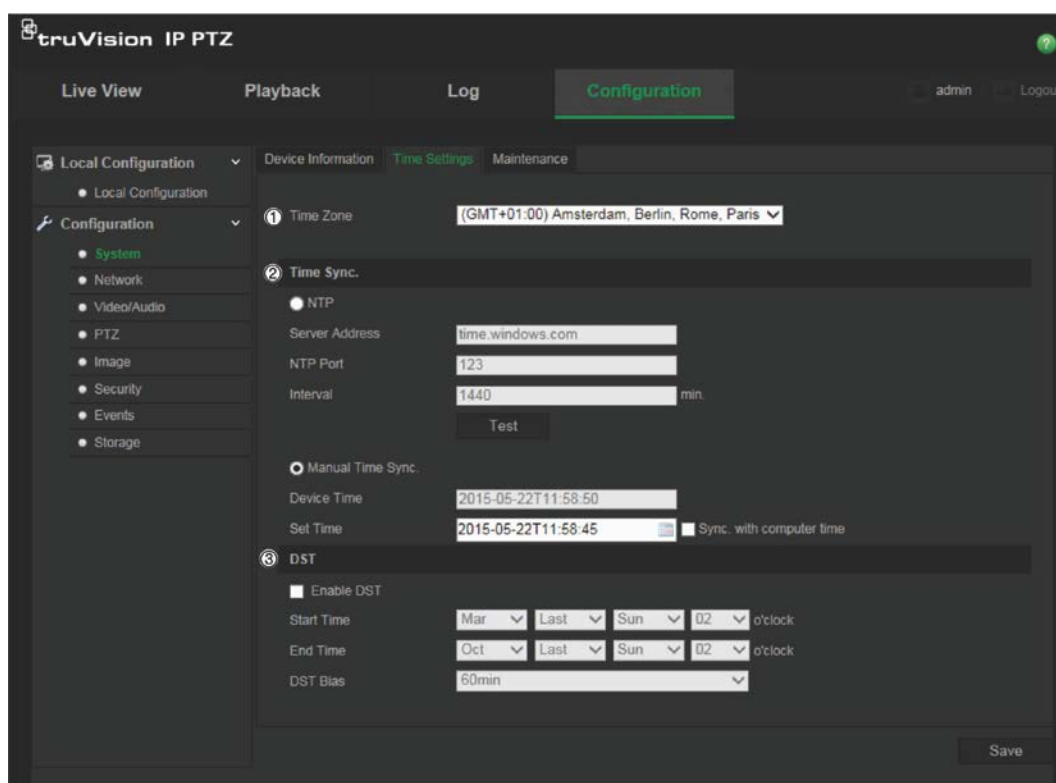 truVision IP PTZ
?
Live View Playback Log Configuration admin Logou
Local Configuration
Local Configuration
Configuration
System
Network
Video/Audio
PTZ
Image
Security
Events
Storage
Device Information Time Settings Maintenance
1 Time Zone (GMT+01:00) Amsterdam, Berlin, Rome, Paris
2 Time Sync.
NTP
Server Address time.windows.com
NTP Port 123
Interval 1440 min.
Test
Manual Time Sync.
Device Time 2015-05-22T11:58:50
Set Time 2015-05-22T11:58:45 Sync. with computer time
3 DST
Enable DST
Start Time Mar Last Sun 02 o'clock
End Time Oct Last Sun 02 o'clock
DST Bias 60min
Save